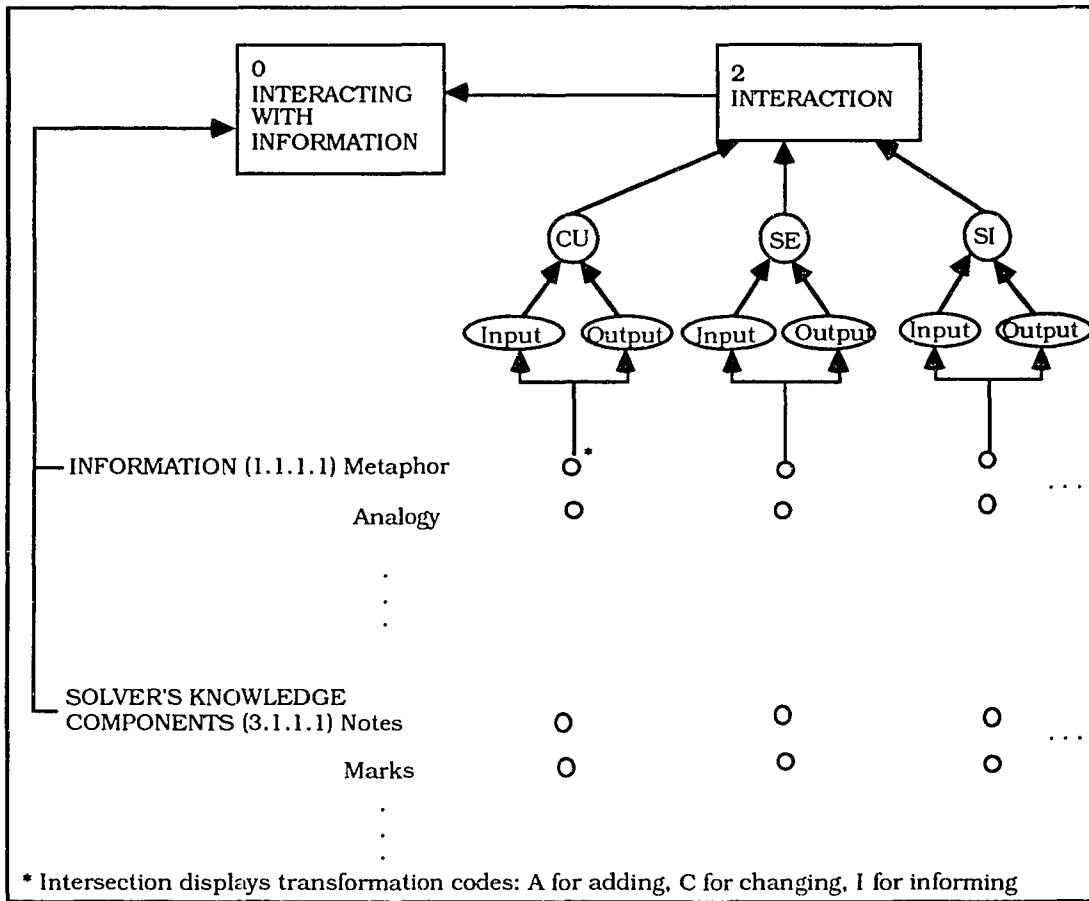 0
INTERACTING
WITH
INFORMATION
2
INTERACTION
CU
SE
SI
Input
Output
Input
Output
Input
Output
INFORMATION (1.1.1.1) Metaphor
*
. . .
Analogy
.
.
.
SOLVER'S KNOWLEDGE
COMPONENTS (3.1.1.1) Notes
. . .
Marks
.
.
.
* Intersection displays transformation codes: A for adding, C for changing, I for informing